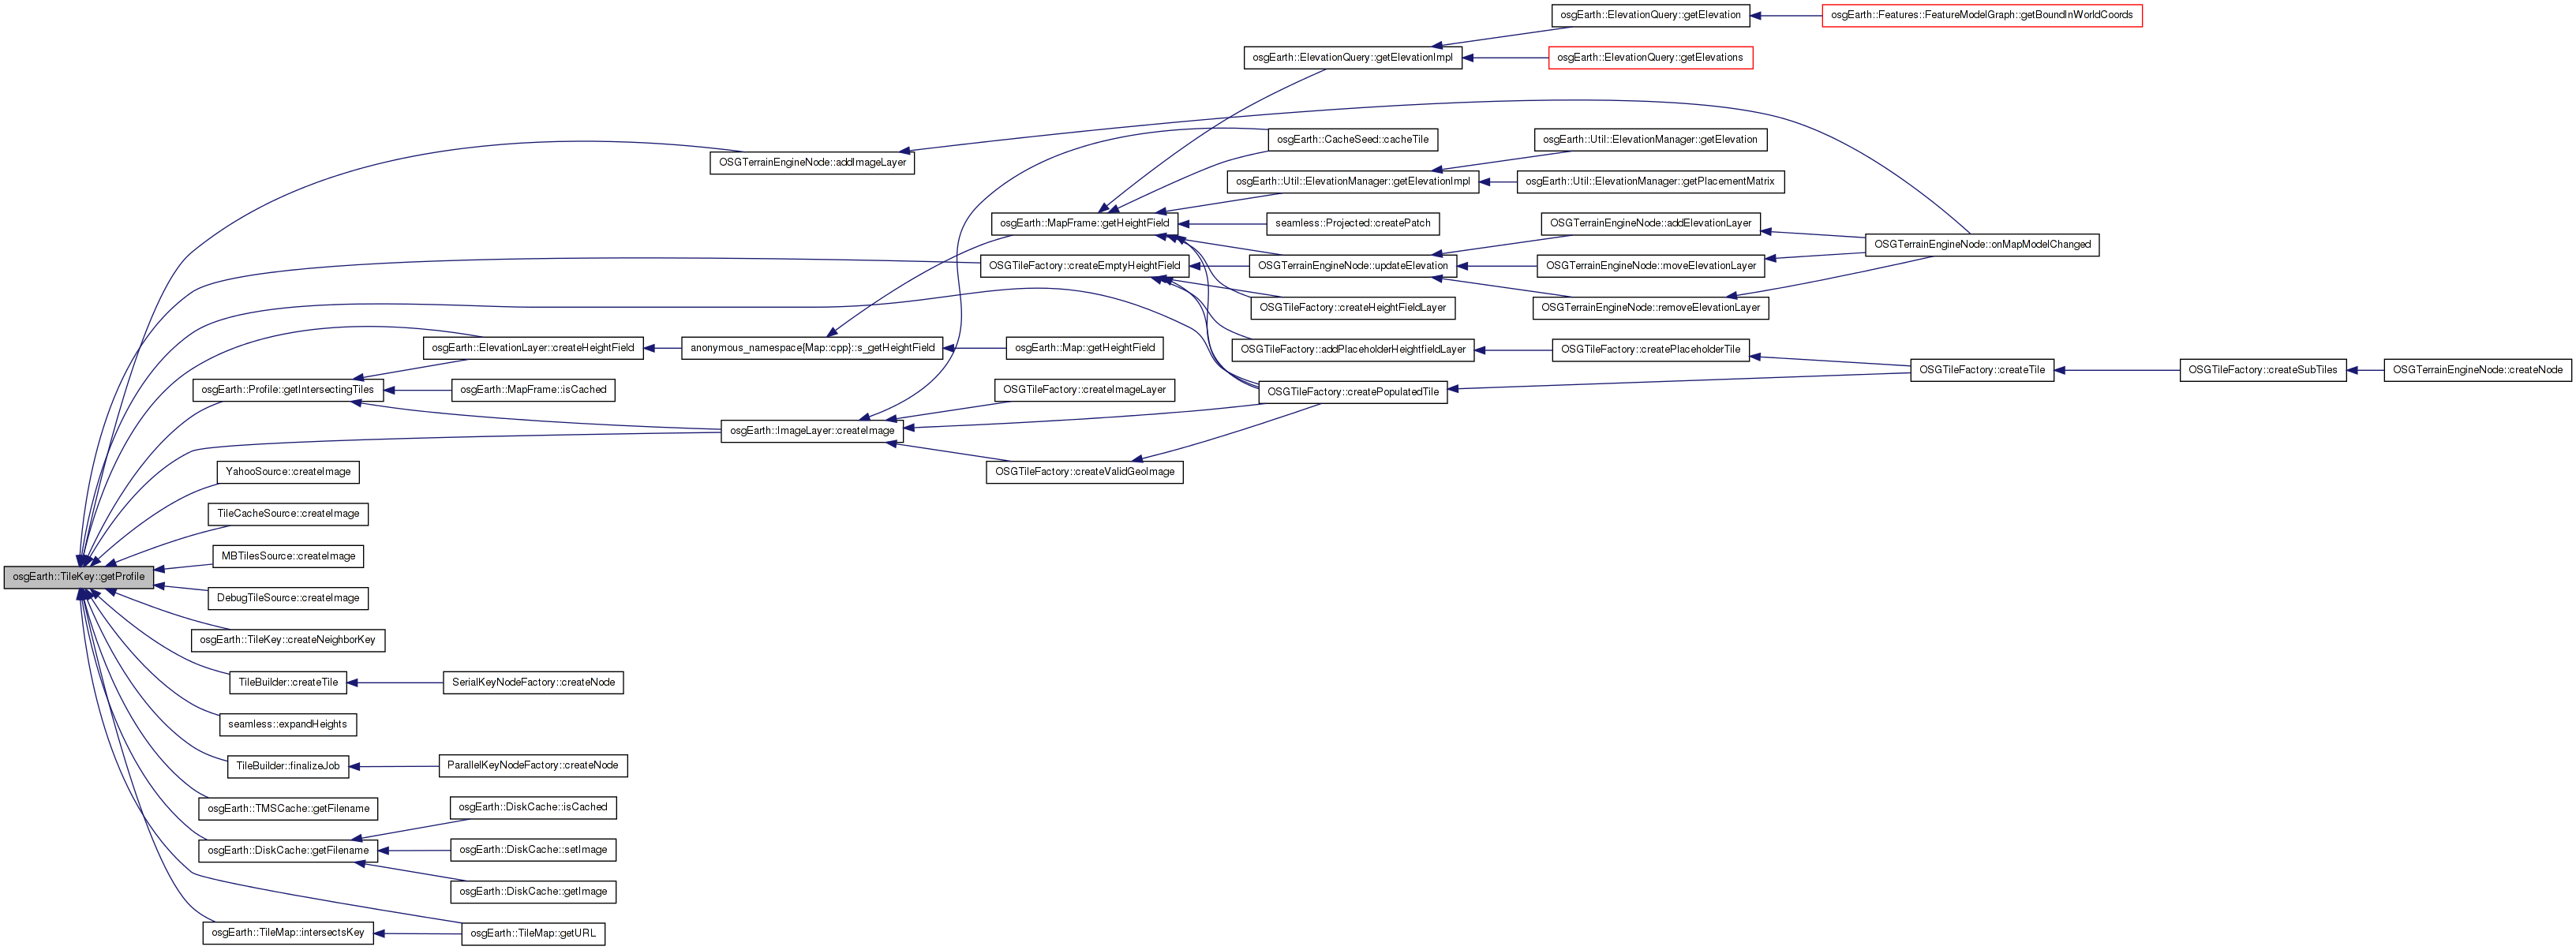 osgEarth::ElevationQuery::getElevation
osgEarth::Features::FeatureModelGraph::getBoundInWorldCoords
osgEarth::ElevationQuery::getElevationImpl
osgEarth::ElevationQuery::getElevations
osgEarth::CacheSeed::cacheTile
osgEarth::Util::ElevationManager::getElevation
OSGTerrainEngineNode::addImageLayer
osgEarth::Util::ElevationManager::getElevationImpl
osgEarth::Util::ElevationManager::getPlacementMatrix
osgEarth::MapFrame::getHeightField
seamless::Projected::createPatch
OSGTerrainEngineNode::addElevationLayer
OSGTerrainEngineNode::onMapModelChanged
OSGTileFactory::createEmptyHeightField
OSGTerrainEngineNode::updateElevation
OSGTerrainEngineNode::moveElevationLayer
OSGTileFactory::createHeightFieldLayer
OSGTerrainEngineNode::removeElevationLayer
osgEarth::ElevationLayer::createHeightField
anonymous_namespace{Map::cpp}::s_getHeightField
osgEarth::Map::getHeightField
OSGTileFactory::addPlaceholderHeightfieldLayer
OSGTileFactory::createPlaceholderTile
OSGTileFactory::createTile
OSGTileFactory::createSubTiles
OSGTerrainEngineNode::createNode
osgEarth::Profile::getIntersectingTiles
osgEarth::MapFrame::isCached
OSGTileFactory::createImageLayer
OSGTileFactory::createPopulatedTile
osgEarth::ImageLayer::createImage
YahooSource::createImage
OSGTileFactory::createValidGeoImage
TileCacheSource::createImage
MBTilesSource::createImage
osgEarth::TileKey::getProfile
DebugTileSource::createImage
osgEarth::TileKey::createNeighborKey
TileBuilder::createTile
SerialKeyNodeFactory::createNode
seamless::expandHeights
TileBuilder::finalizeJob
ParallelKeyNodeFactory::createNode
osgEarth::TMSCache::getFilename
osgEarth::DiskCache::isCached
osgEarth::DiskCache::getFilename
osgEarth::DiskCache::setImage
osgEarth::DiskCache::getImage
osgEarth::TileMap::intersectsKey
osgEarth::TileMap::getURL